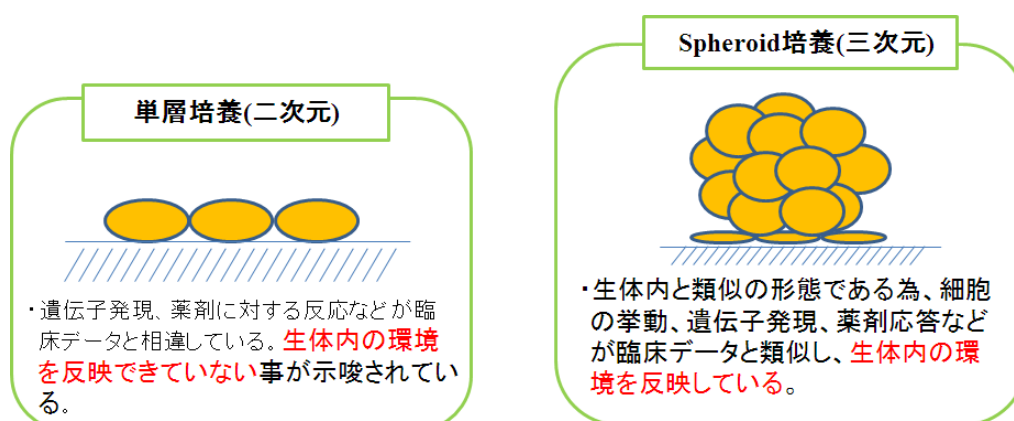 単層培養(二次元)
・遺伝子発現、薬剤に対する反応などが臨
床データと相違している。生体内の環境
を反映できていない事が示唆されてい
る。
Spheroid培養(三次元)
・生体内と類似の形態である為、細胞
の挙動、遺伝子発現、薬剤応答など
が臨床データと類似し、生体内の環
境を反映している。